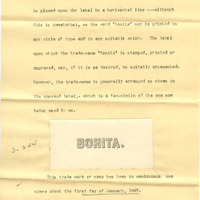 is placed upon the label in a horizontal line ---although
this is immaterial, as the word "Bonita" may be printed in
any style of type and in any suitable color. The label
upon which the trade-name "Bonita" is stamped, printed or
embossed, may, if it is so desired, be suitably ornamented.
However, the trade-name is generally arranged as shown in
the annexed label,- which is a fac-simile of the one now
being used by us.
BONITA.
This trade mark or name has been in continuous use
since about the first day of January, 1897.